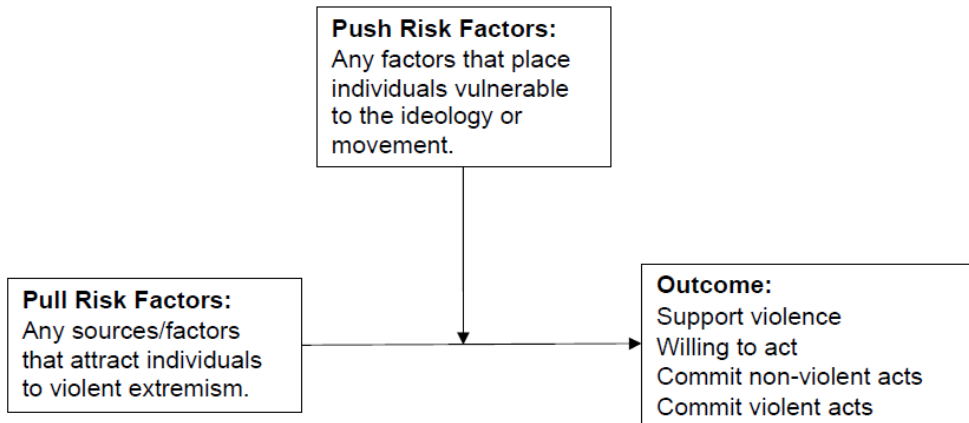 Push Risk Factors:
Any factors that place
individuals vulnerable
to the ideology or
movement.
Pull Risk Factors:
Any sources/factors
that attract individuals
to violent extremism.
Outcome:
Support violence
Willing to act
Commit non-violent acts
Commit violent acts